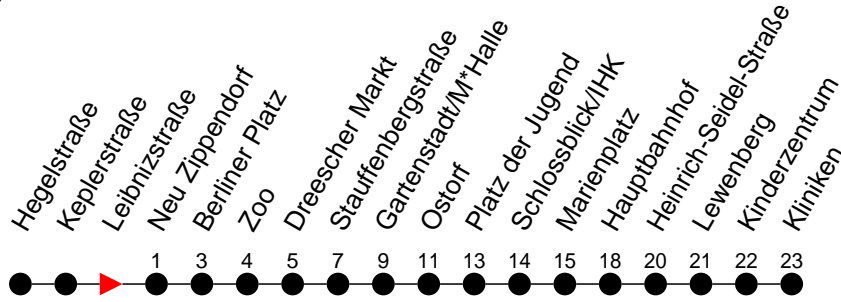 Hegelstraße
Keplerstraße
Leibnizstraße
Neu Zippendorf
Berliner Platz
Zoo
Dreescher Markt
Stauffenbergstraße
Gartenstadt/M*Halle
Ostorf
Platz der Jugend
Schlossblick/IHK
Marienplatz
Hauptbahnhof
Heinrich-Seidel-Straße
Lewenberg
Kinderzentrum
Kliniken
1 3 4 5 7 9 11 13 14 15 18 20 21 22 23